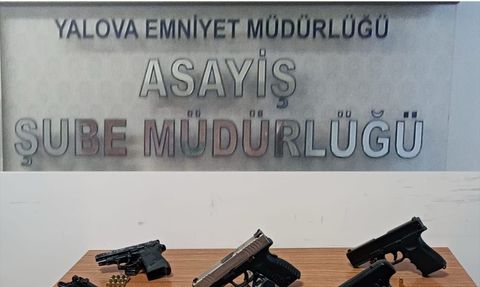 YALOVA EMNİYET MÜDÜRLÜĞÜ
ASAYİŞ
ŞUBE MÜDÜRLÜĞÜ